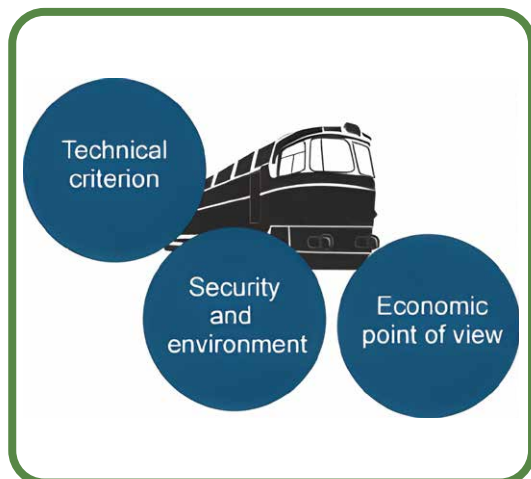 Technical
criterion
Security
and
environment
Economic
point of view